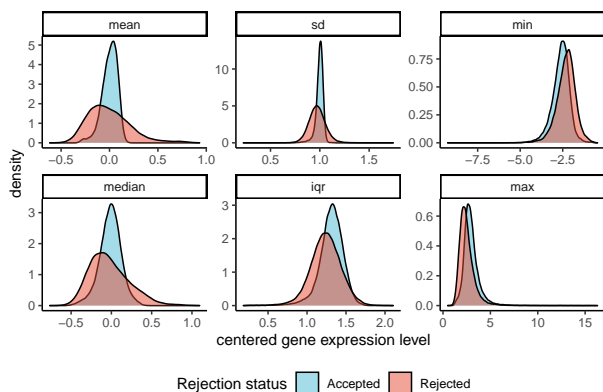 mean sd min
density
5
4
3
2
1
0
−0.5 0.0 0.5 1.0
10
5
0
0.5 1.0 1.5
0.75
0.50
0.25
0.00
−7.5 −5.0 −2.5
median iqr max
3
2
1
0
−0.5 0.0 0.5 1.0
3
2
1
0
0.5 1.0 1.5 2.0
0.6
0.4
0.2
0.0
0 5 10 15
centered gene expression level
Rejection status Accepted Rejected